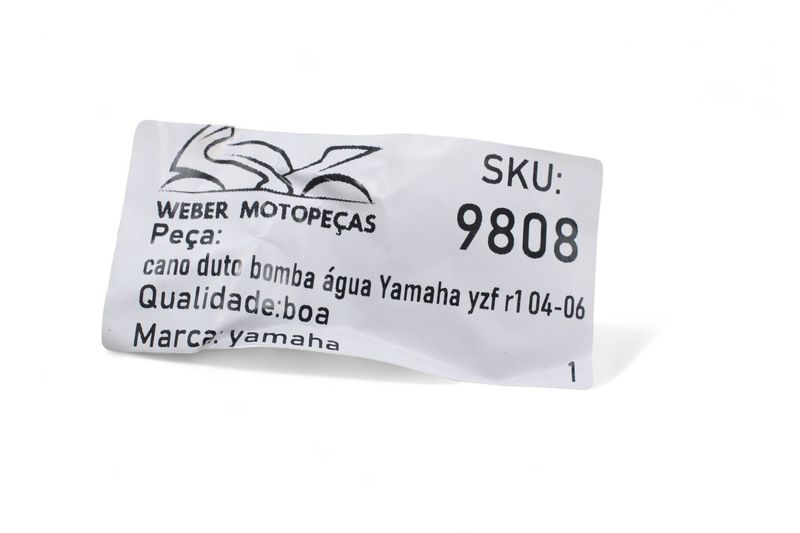 WEBER MOTOPEÇAS
SKU:
9808
Peça:
cano duto bomba água Yamaha yzf r1 04-06
Qualidade:boa
Marca: yamaha
1